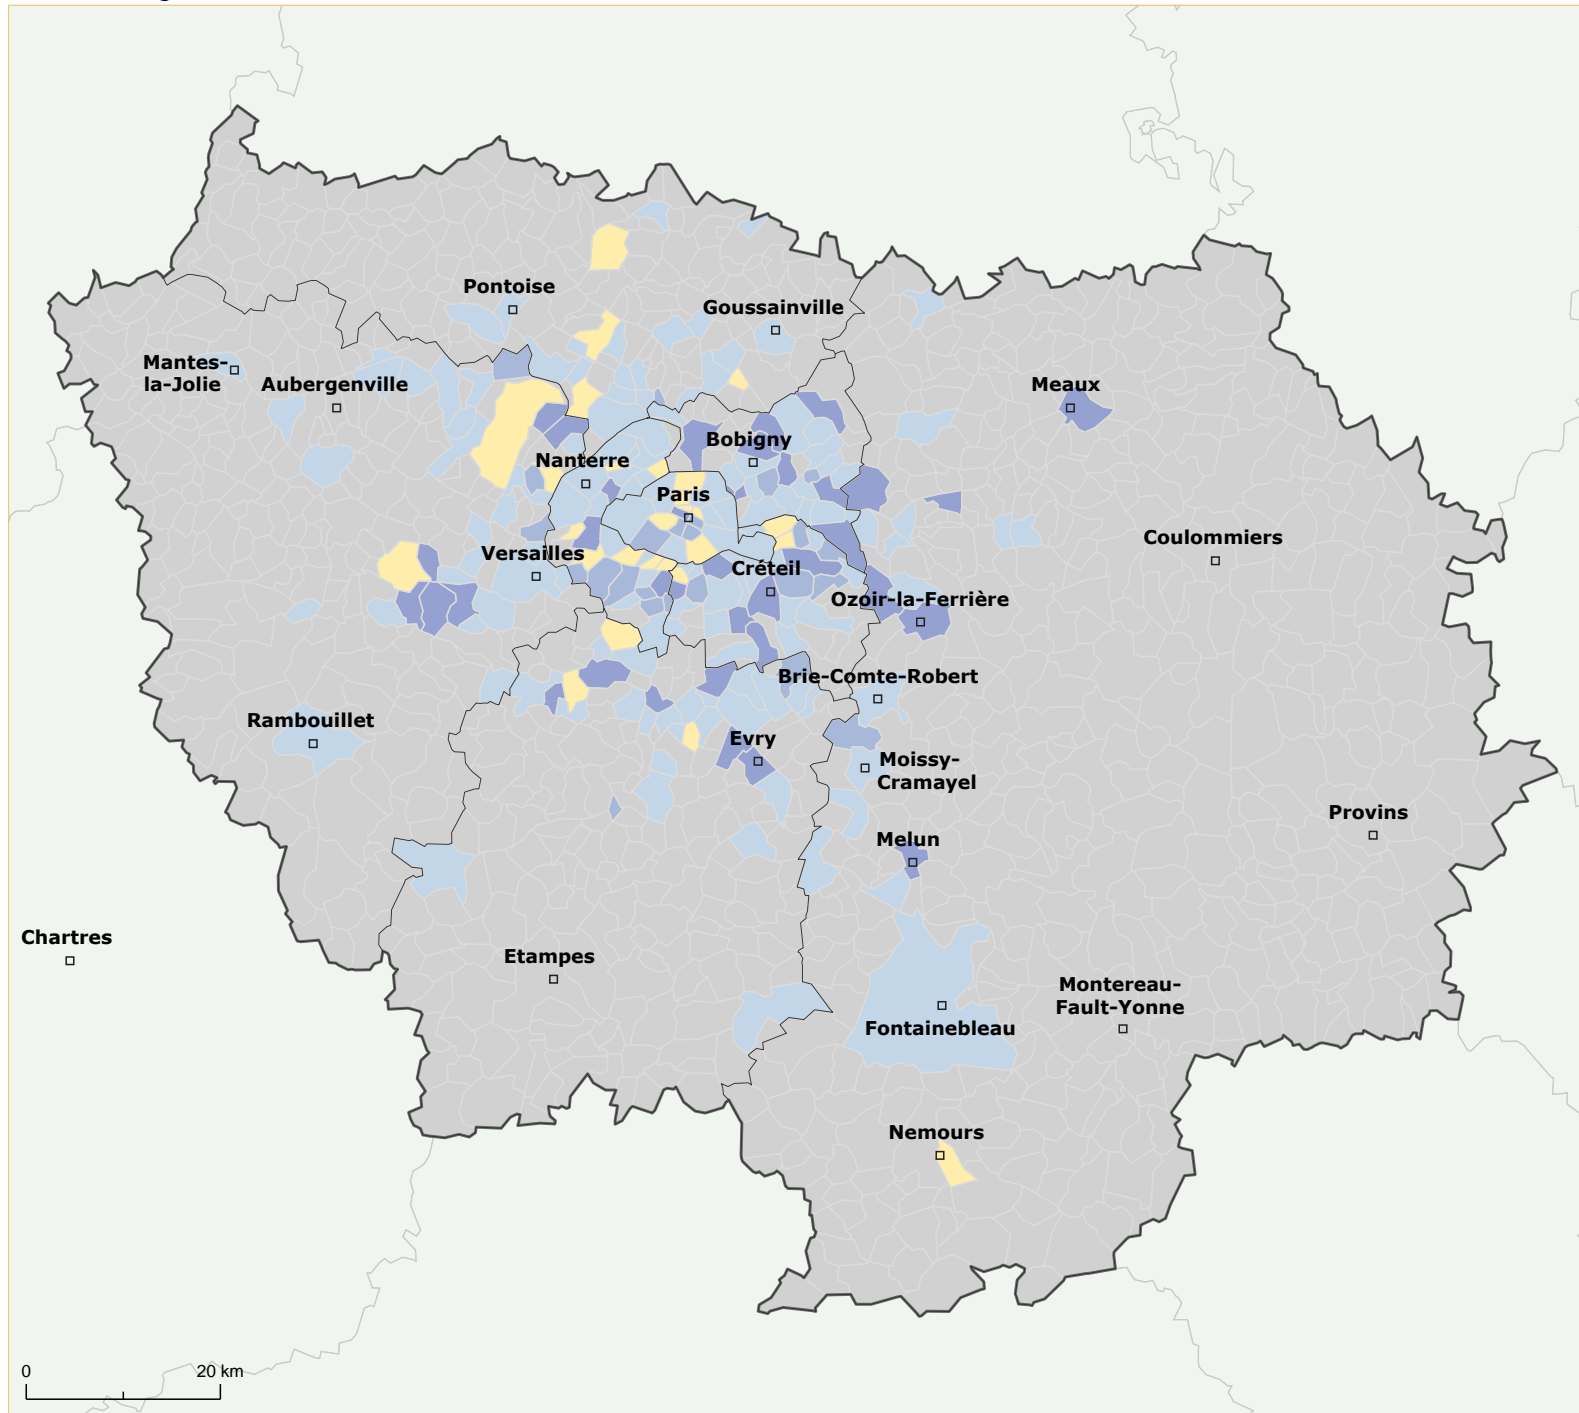 Pontoise
Goussainville
Mantes-
la-Jolie
Aubergenville
Meaux
Bobigny
Nanterre
Paris
Coulommiers
Versailles
Créteil
Ozoir-la-Ferrière
Brie-Comte-Robert
Rambouillet
Evry
Moissy-
Cramayel
Provins
Melun
Chartres
Etampes
Montereau-
Fault-Yonne
Fontainebleau
Nemours
0 20 km